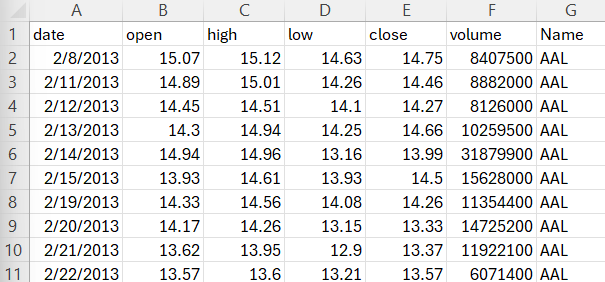 A B C D E F G
1 date open high low close volume Name
2 2/8/2013 15.07 15.12 14.63 14.75 8407500 AAL
3 2/11/2013 14.89 15.01 14.26 14.46 8882000 AAL
4 2/12/2013 14.45 14.51 14.1 14.27 8126000 AAL
5 2/13/2013 14.3 14.94 14.25 14.66 10259500 AAL
6 2/14/2013 14.94 14.96 13.16 13.99 31879900 AAL
7 2/15/2013 13.93 14.61 13.93 14.5 15628000 AAL
8 2/19/2013 14.33 14.56 14.08 14.26 11354400 AAL
9 2/20/2013 14.17 14.26 13.15 13.33 14725200 AAL
10 2/21/2013 13.62 13.95 12.9 13.37 11922100 AAL
11 2/22/2013 13.57 13.6 13.21 13.57 6071400 AAL